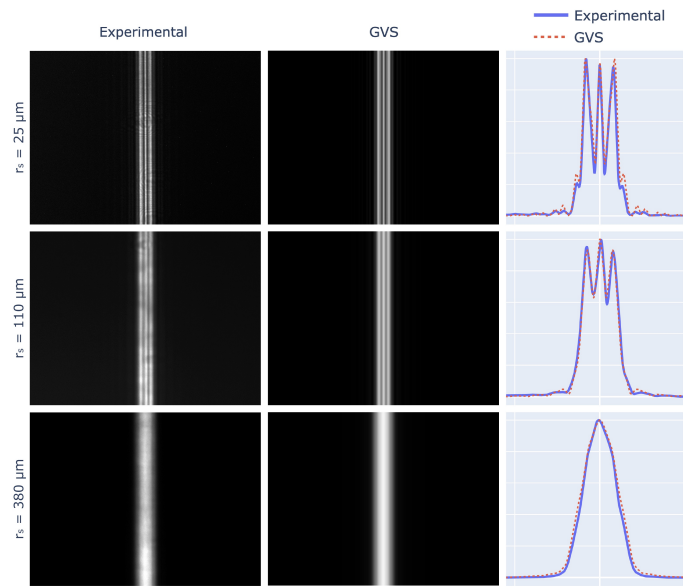 Experimental
GVS
Experimental
GVS
rₛ = 25 μm
rₛ = 110 μm
rₛ = 380 μm